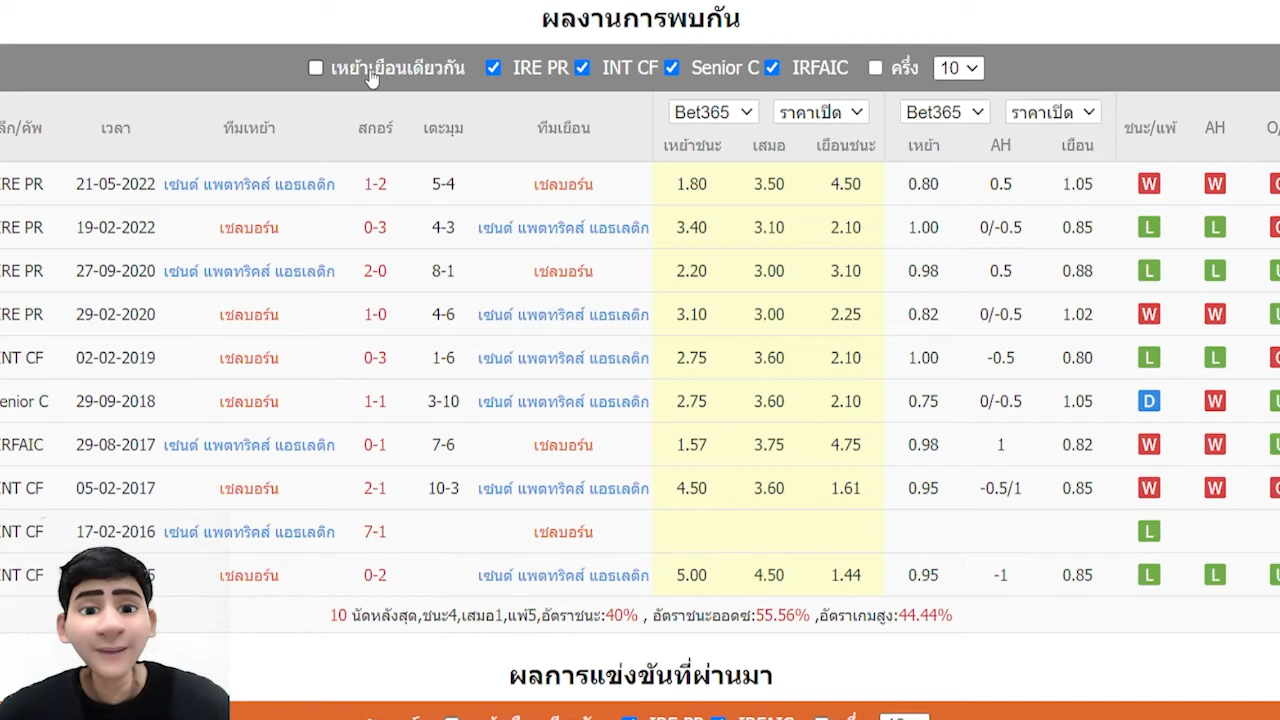 ผลงานการพบกัน
เหย้าเยือนเดียวกัน IRE PR INT CF Senior C IRFAIC ครึ่ง 10
Bet365 ราคาเปิด Bet365 ราคาเปิด
ลีก/คัพ เวลา ทีมเหย้า สกอร์ เตะมุม ทีมเยือน เหย้าชนะ เสมอ เยือนชนะ เหย้า AH เยือน ชนะ/แพ้ AH O/
IRE PR 21-05-2022 เซนต์ แพตทริคส์ แอธเลติก 1-2 5-4 เชลบอร์น 1.80 3.50 4.50 0.80 0.5 1.05 W W O
IRE PR 19-02-2022 เชลบอร์น 0-3 4-3 เซนต์ แพตทริคส์ แอธเลติก 3.40 3.10 2.10 1.00 0/-0.5 0.85 L L O
IRE PR 27-09-2020 เซนต์ แพตทริคส์ แอธเลติก 2-0 8-1 เชลบอร์น 2.20 3.00 3.10 0.98 0.5 0.88 L L U
IRE PR 29-02-2020 เชลบอร์น 1-0 4-6 เซนต์ แพตทริคส์ แอธเลติก 3.10 3.00 2.25 0.82 0/-0.5 1.02 W W U
INT CF 02-02-2019 เชลบอร์น 0-3 1-6 เซนต์ แพตทริคส์ แอธเลติก 2.75 3.60 2.10 1.00 -0.5 0.80 L L O
Senior C 29-09-2018 เชลบอร์น 1-1 3-10 เซนต์ แพตทริคส์ แอธเลติก 2.75 3.60 2.10 0.75 0/-0.5 1.05 D W U
IRFAIC 29-08-2017 เซนต์ แพตทริคส์ แอธเลติก 0-1 7-6 เชลบอร์น 1.57 3.75 4.75 0.98 1 0.82 W W U
INT CF 05-02-2017 เชลบอร์น 2-1 10-3 เซนต์ แพตทริคส์ แอธเลติก 4.50 3.60 1.61 0.95 -0.5/1 0.85 W W O
INT CF 17-02-2016 เซนต์ แพตทริคส์ แอธเลติก 7-1 เชลบอร์น L
INT CF 5 เชลบอร์น 0-2 เซนต์ แพตทริคส์ แอธเลติก 5.00 4.50 1.44 0.95 -1 0.85 L L U
10 นัดหลังสุด,ชนะ4,เสมอ1,แพ้5,อัตราชนะ:40% , อัตราชนะออดซ:55.56% ,อัตราเกมสูง:44.44%
ผลการแข่งขันที่ผ่านมา
IRE PR IRFAIC